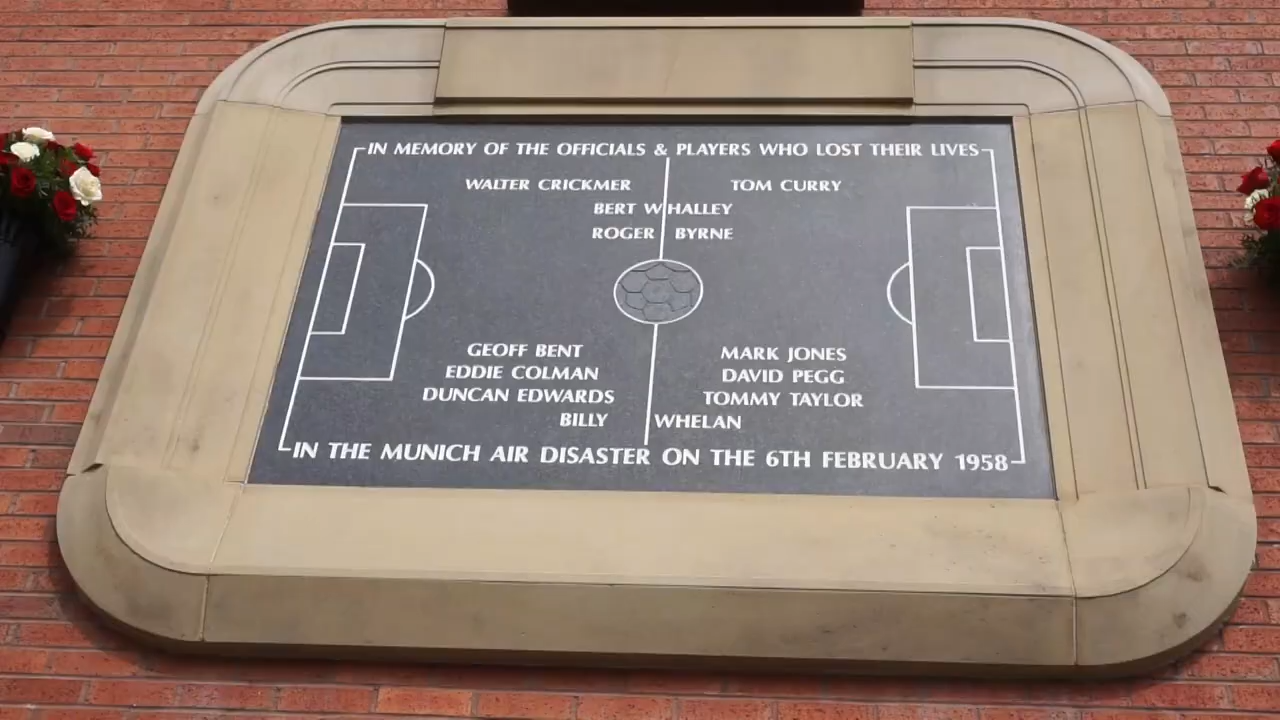 IN MEMORY OF THE OFFICIALS & PLAYERS WHO LOST THEIR LIVES
WALTER CRICKMER TOM CURRY
BERT WHALLEY
ROGER BYRNE
GEOFF BENT MARK JONES
EDDIE COLMAN DAVID PEGG
DUNCAN EDWARDS TOMMY TAYLOR
BILLY WHELAN
IN THE MUNICH AIR DISASTER ON THE 6TH FEBRUARY 1958